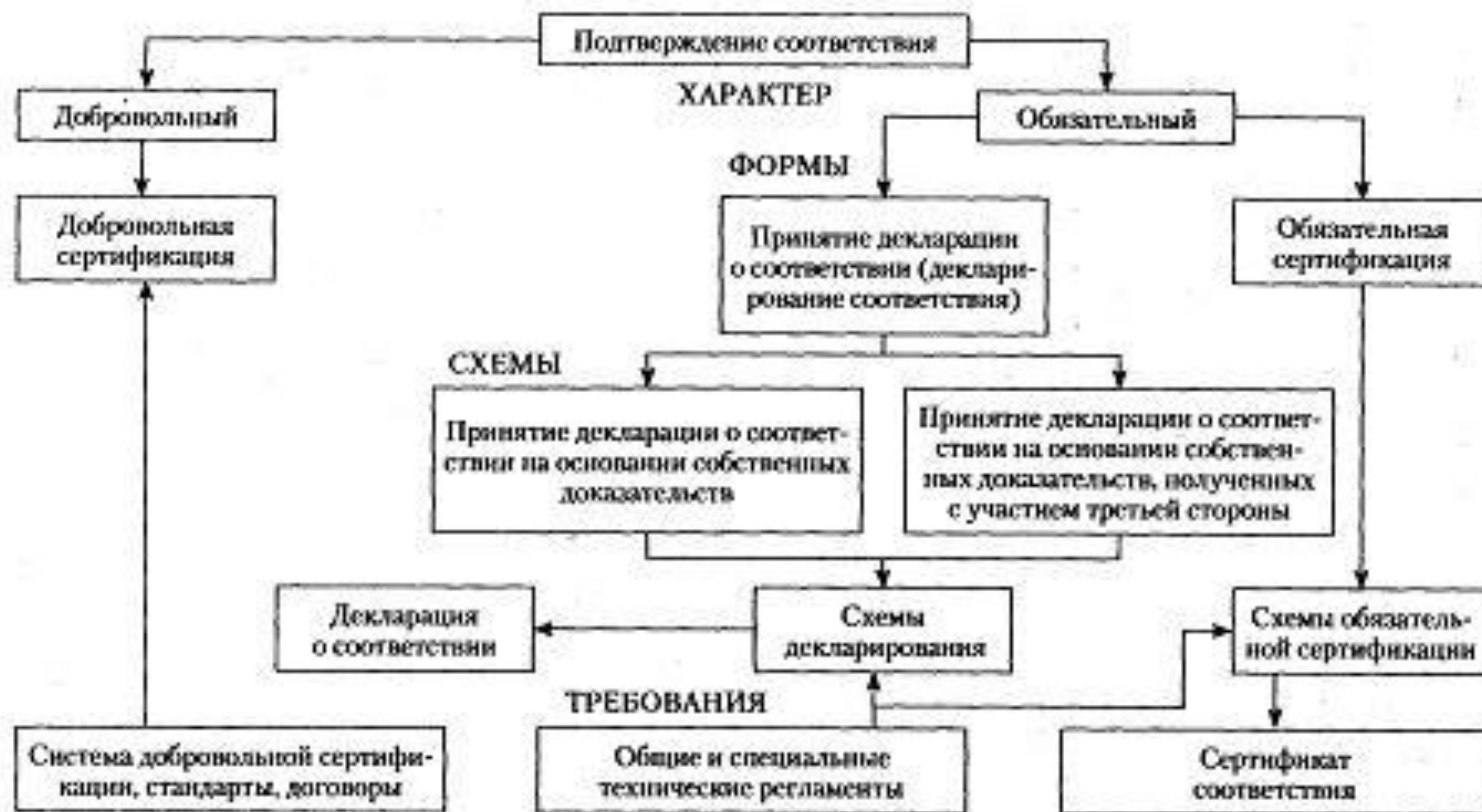 Подтверждение соответствия
ХАРАКТЕР
Добровольный
Обязательный
ФОРМЫ
Добровольная
сертификация
Принятие декларации
о соответствии (деклари-
рование соответствия)
Обязательная
сертификация
СХЕМЫ
Принятие декларации о соответ-
ствии на основании собственных
доказательств
Принятие декларации о соответ-
ствии на основании собствен-
ных доказательств, полученных
с участием третьей стороны
Декларация
о соответствии
Схемы
декларирования
Схемы обязатель-
ной сертификации
ТРЕБОВАНИЯ
Система добровольной сертифи-
кации, стандарты, договоры
Общие и специальные
технические регламенты
Сертификат
соответствия